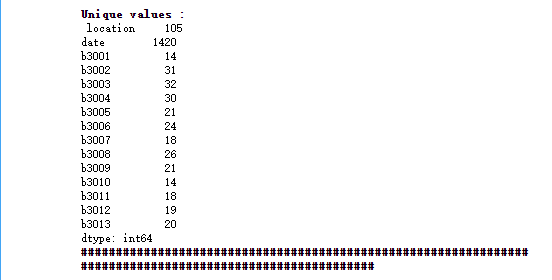 Unique values :
location 105
date 1420
b3001 14
b3002 31
b3003 32
b3004 30
b3005 21
b3006 24
b3007 18
b3008 26
b3009 21
b3010 14
b3011 18
b3012 19
b3013 20
dtype: int64
################################################################
##########################################